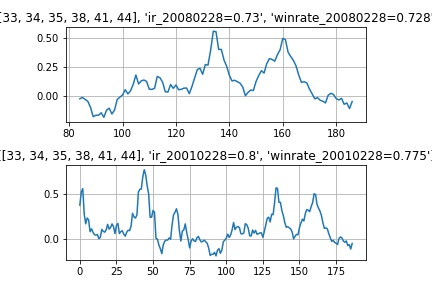 [33, 34, 35, 38, 41, 44], 'ir_20080228=0.73', 'winrate_20080228=0.728'
0.50
0.25
0.00
80 100 120 140 160 180
[[33, 34, 35, 38, 41, 44], 'ir_20010228=0.8', 'winrate_20010228=0.775']
0.5
0.0
0 25 50 75 100 125 150 175